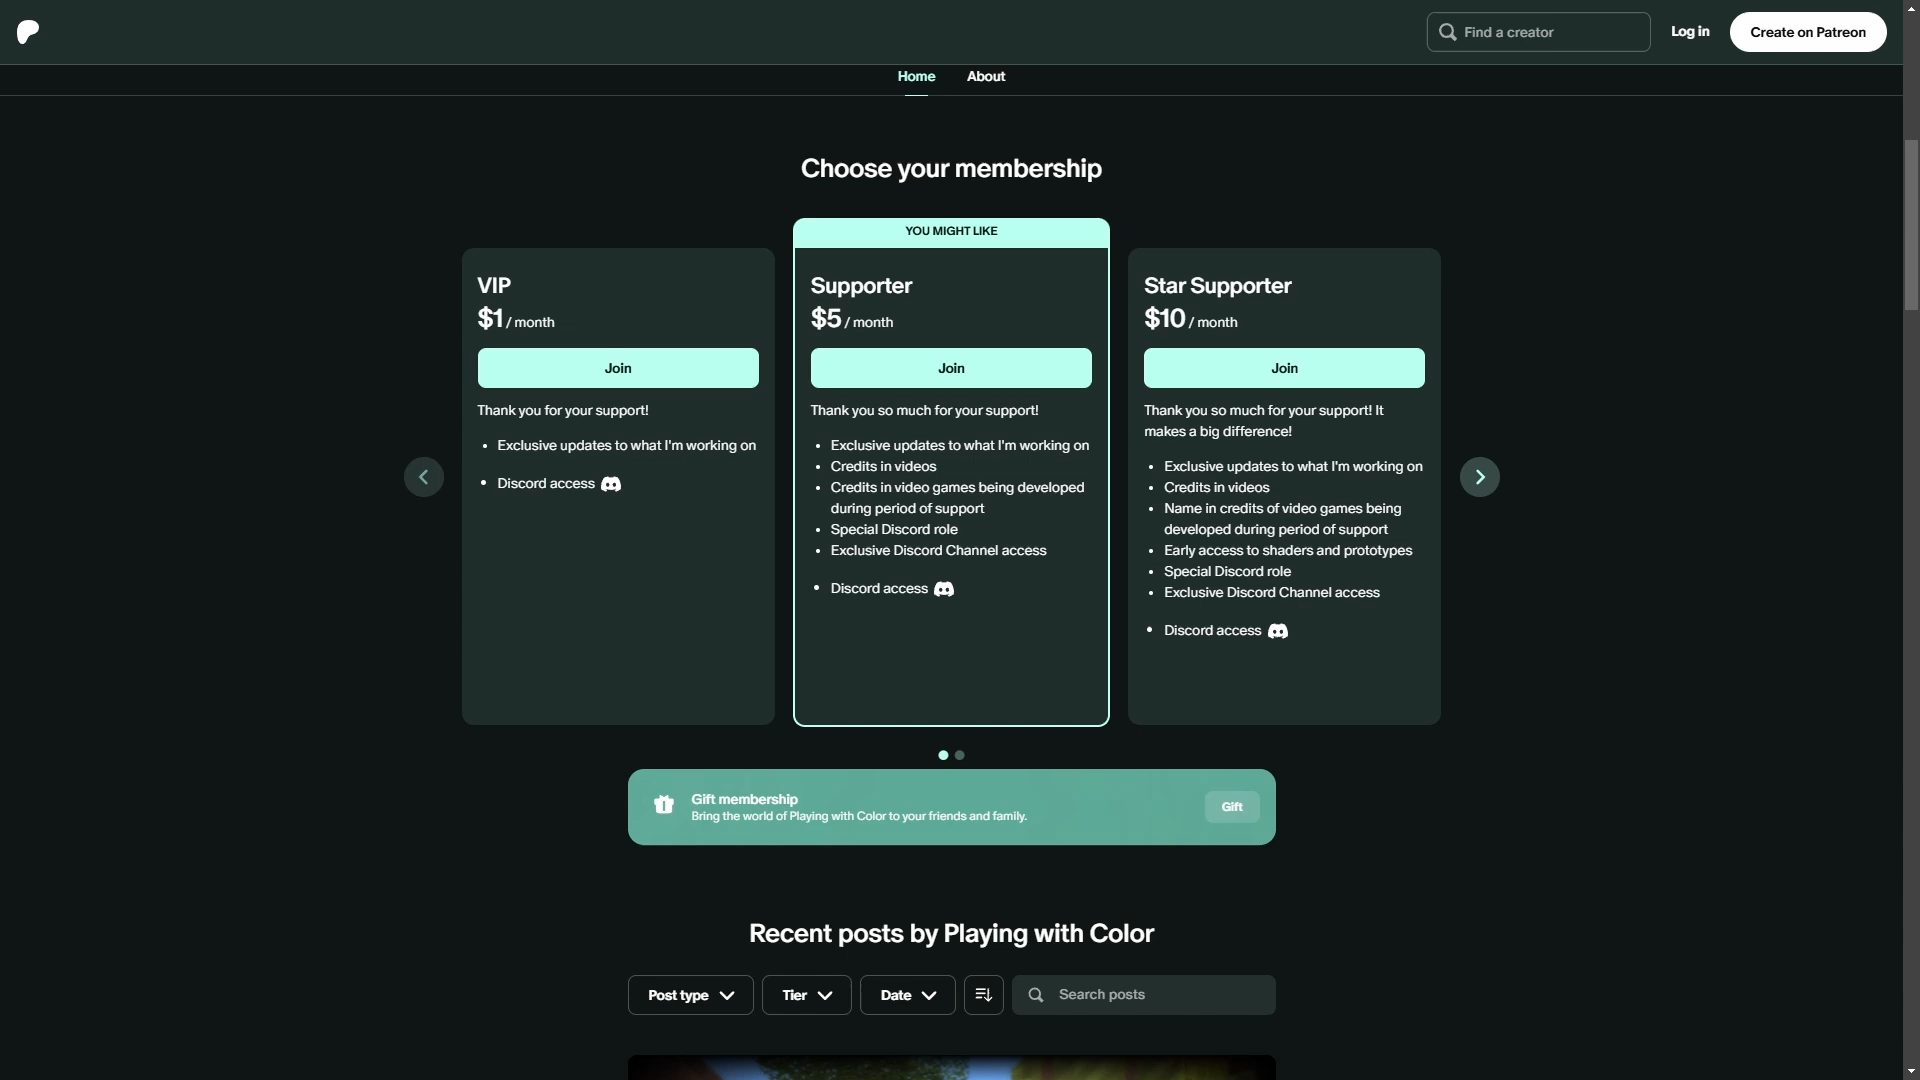 Find a creator
Log in
Create on Patreon
Home
About
Choose your membership
VIP
$1 / month
Join
Thank you for your support!
• Exclusive updates to what I'm working on
• Discord access
YOU MIGHT LIKE
Supporter
$5 / month
Join
Thank you so much for your support!
• Exclusive updates to what I'm working on
• Credits in videos
• Credits in video games being developed
during period of support
• Special Discord role
• Exclusive Discord Channel access
• Discord access
Star Supporter
$10 / month
Join
Thank you so much for your support! It
makes a big difference!
• Exclusive updates to what I'm working on
• Credits in videos
• Name in credits of video games being
developed during period of support
• Early access to shaders and prototypes
• Special Discord role
• Exclusive Discord Channel access
• Discord access
Gift membership
Bring the world of Playing with Color to your friends and family.
Gift
Recent posts by Playing with Color
Post type
Tier
Date
Search posts